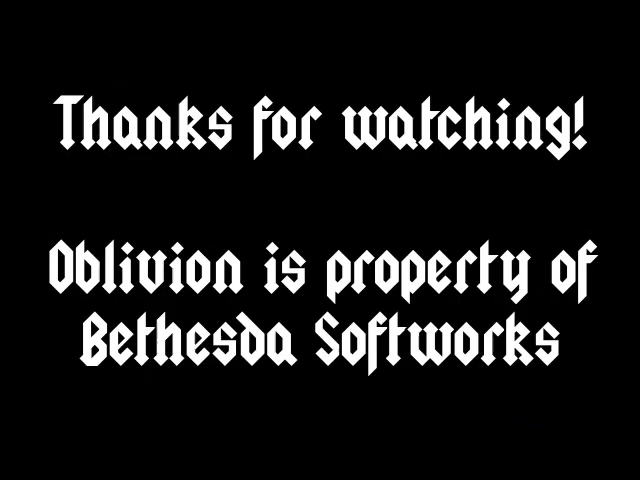 Thanks for watching!
Oblivion is property of
Bethesda Softworks